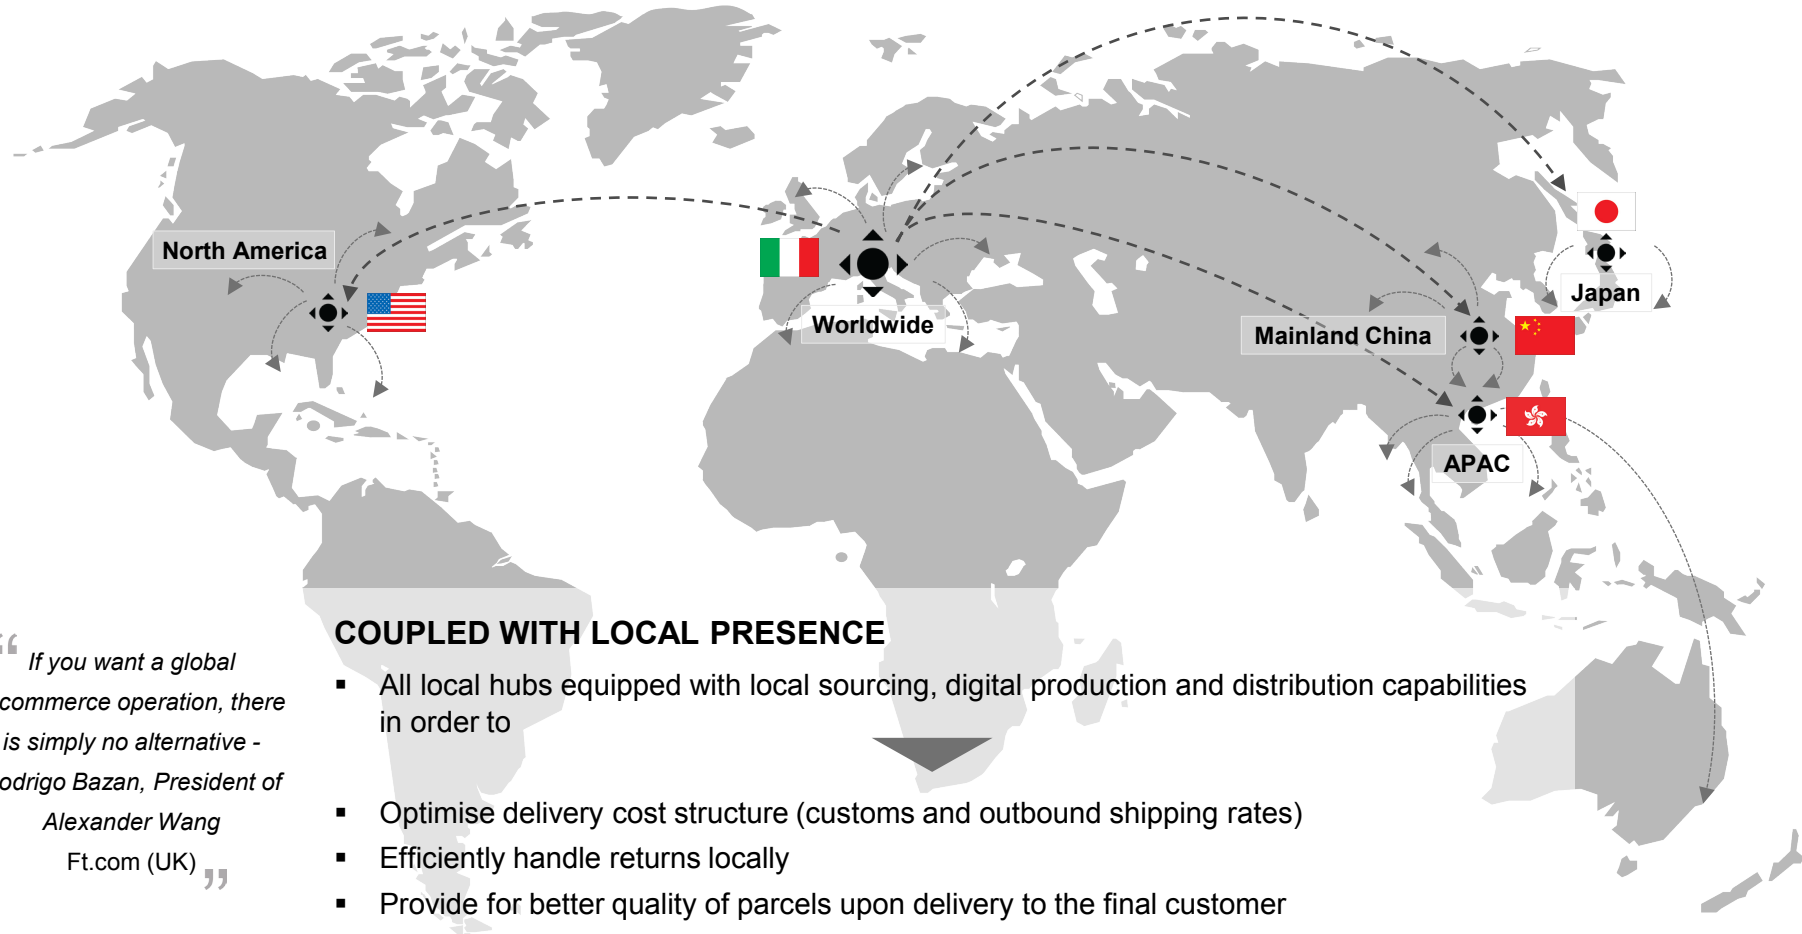 North America
Worldwide
Mainland China
Japan
APAC
“ If you want a global
commerce operation, there
is simply no alternative -
odrigo Bazan, President of
Alexander Wang
Ft.com (UK) ”
COUPLED WITH LOCAL PRESENCE
▪ All local hubs equipped with local sourcing, digital production and distribution capabilities
in order to
▪ Optimise delivery cost structure (customs and outbound shipping rates)
▪ Efficiently handle returns locally
▪ Provide for better quality of parcels upon delivery to the final customer